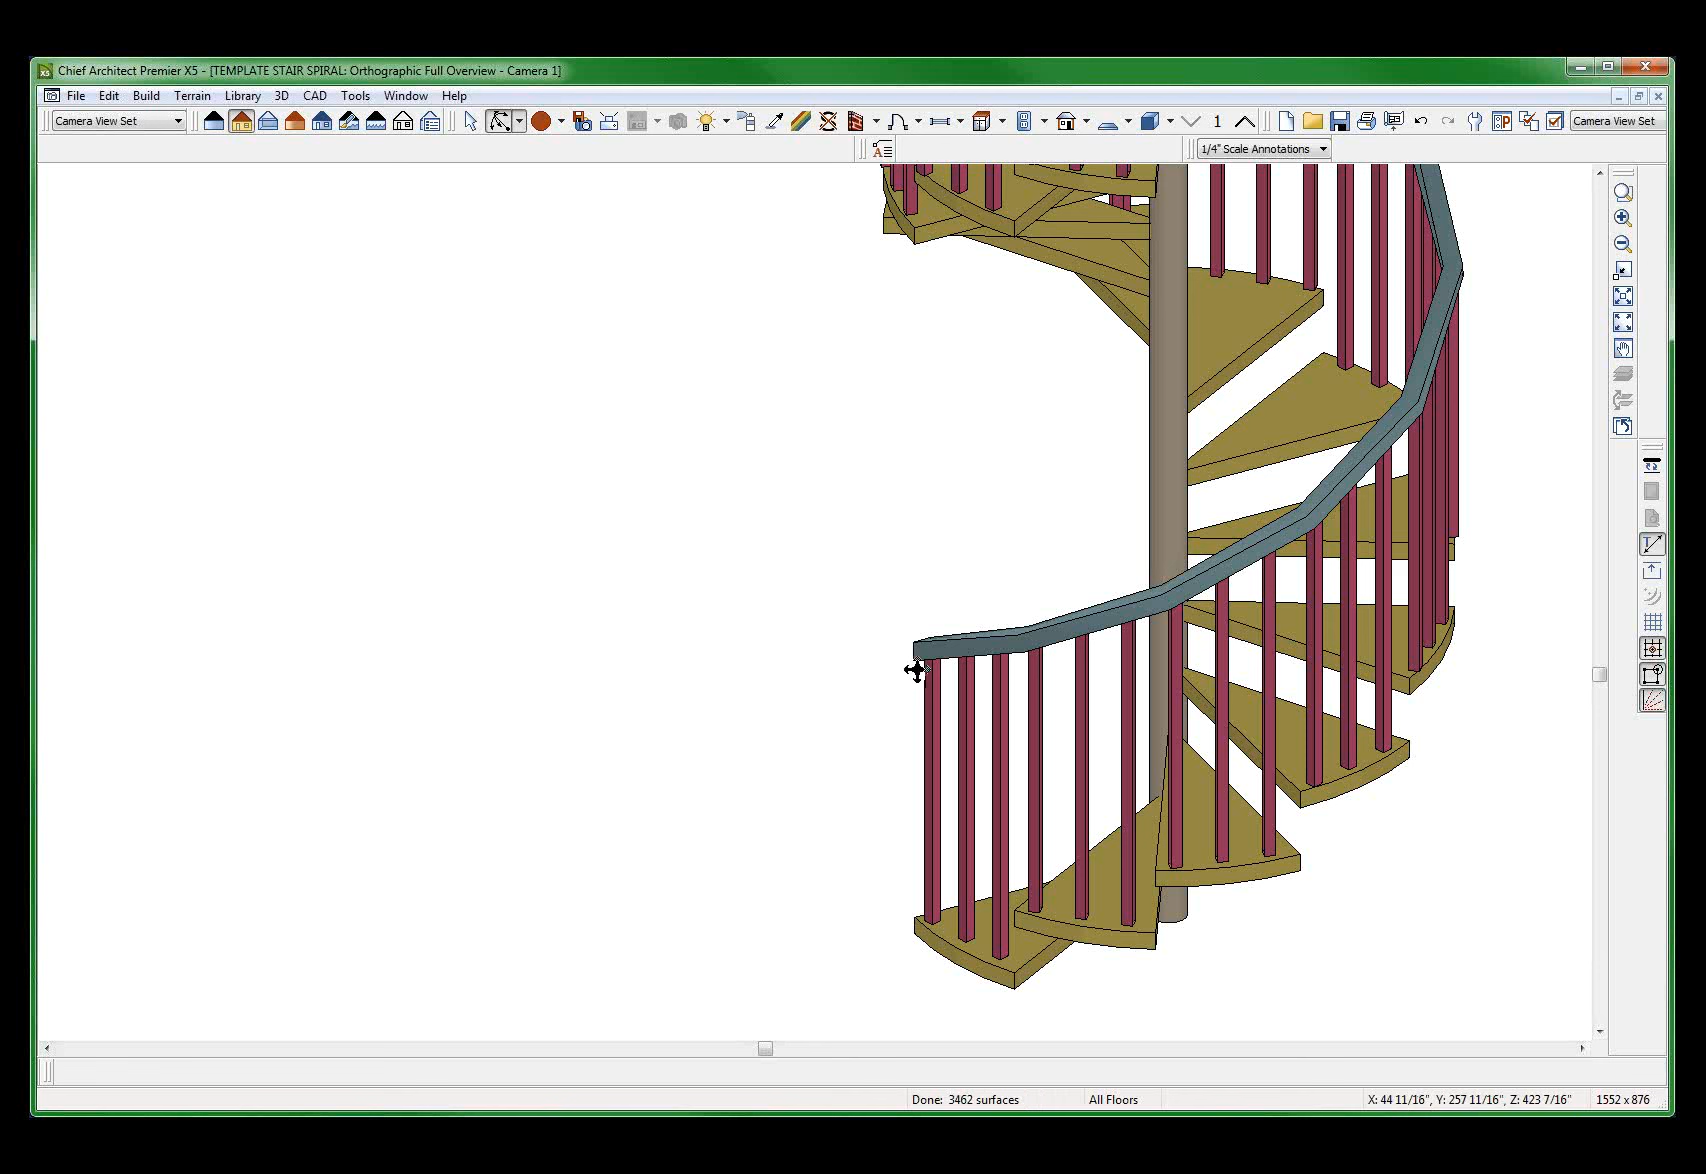 Chief Architect Premier X5 - [TEMPLATE STAIR SPIRAL: Orthographic Full Overview - Camera 1]
File Edit Build Terrain Library 3D CAD Tools Window Help
Camera View Set 1 Camera View Set
A 1/4" Scale Annotations
Done: 3462 surfaces All Floors X: 44 11/16", Y: 257 11/16", Z: 423 7/16" 1552 x 876